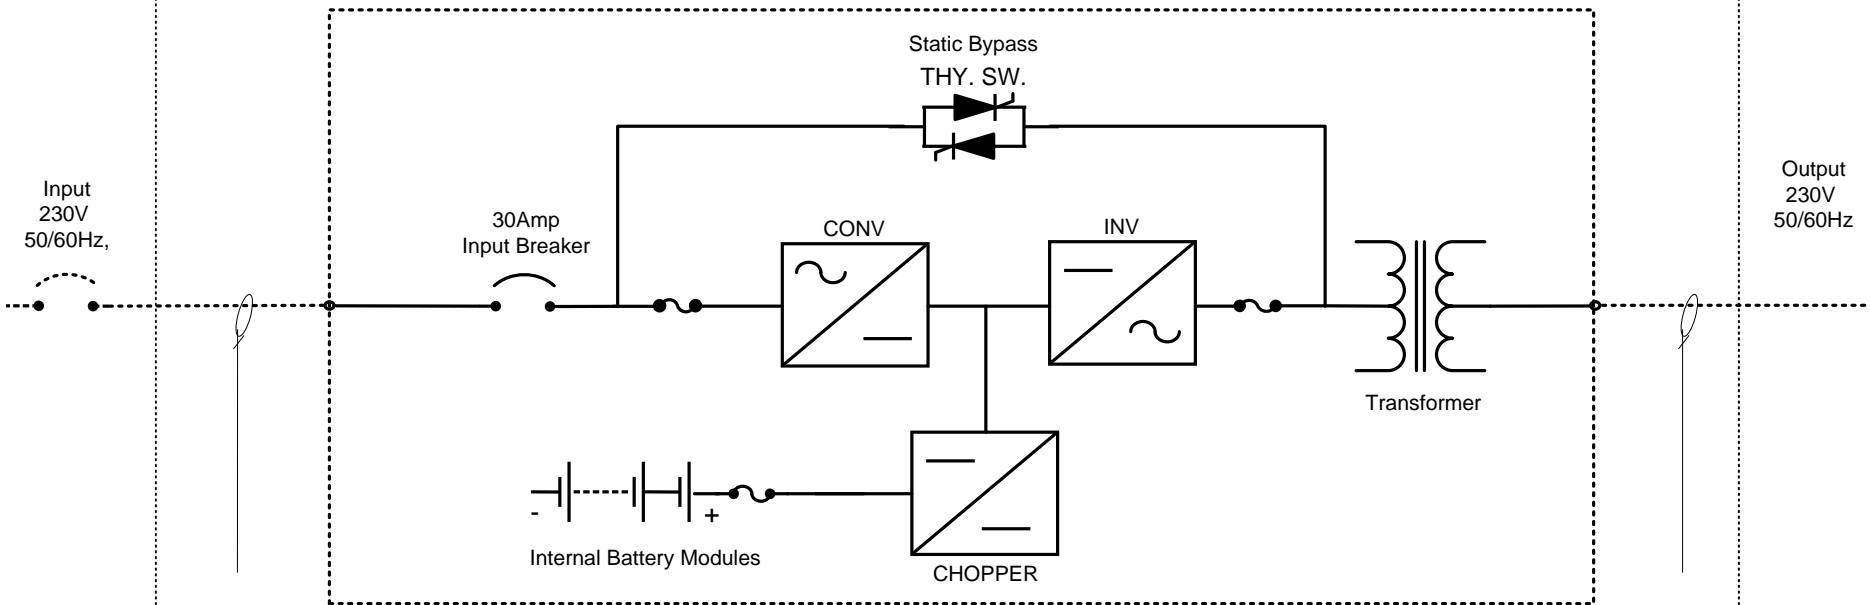 Static Bypass
THY. SW.
Input
230V
50/60Hz,
30Amp
Input Breaker
CONV
INV
Output
230V
50/60Hz
Transformer
-
+
Internal Battery Modules
CHOPPER